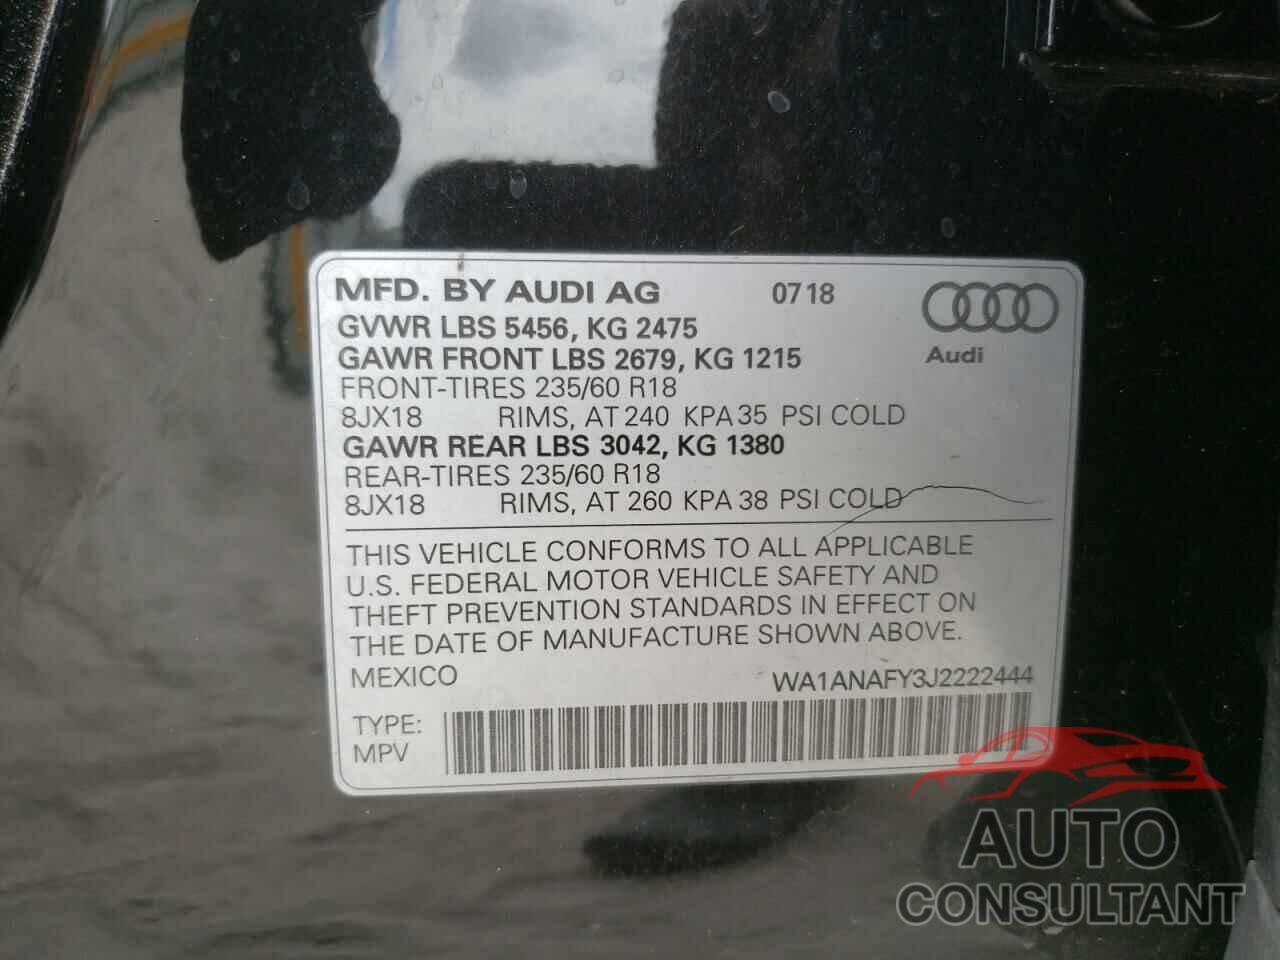 MFD. BY AUDI AG 0718
GVWR LBS 5456, KG 2475
GAWR FRONT LBS 2679, KG 1215
Audi
FRONT-TIRES 235/60 R18
8JX18 RIMS, AT 240 KPA 35 PSI COLD
GAWR REAR LBS 3042, KG 1380
REAR-TIRES 235/60 R18
8JX18 RIMS, AT 260 KPA 38 PSI COLD
THIS VEHICLE CONFORMS TO ALL APPLICABLE
U.S. FEDERAL MOTOR VEHICLE SAFETY AND
THEFT PREVENTION STANDARDS IN EFFECT ON
THE DATE OF MANUFACTURE SHOWN ABOVE.
MEXICO WA1ANAFY3J2222444
TYPE:
MPV
AUTO
CONSULTANT